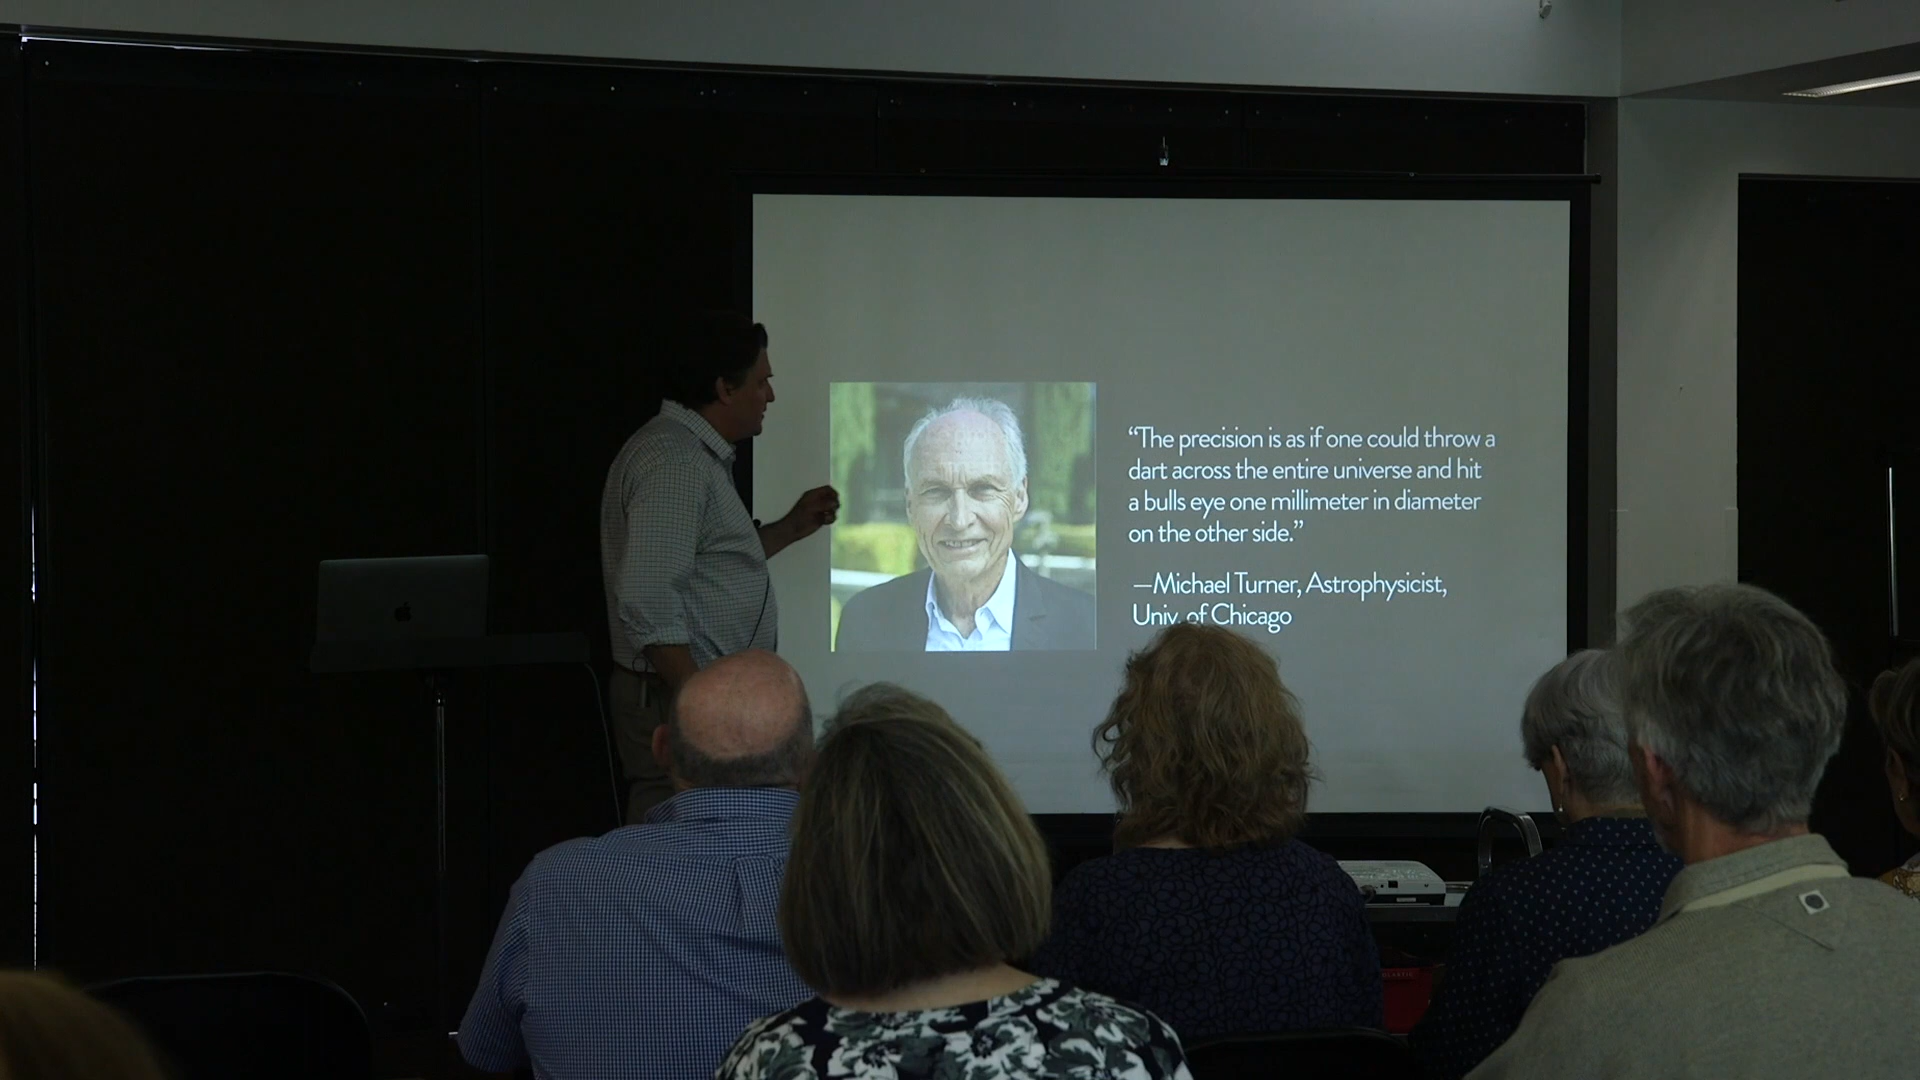 “The precision is as if one could throw a
dart across the entire universe and hit
a bulls eye one millimeter in diameter
on the other side.”
—Michael Turner, Astrophysicist,
Univ. of Chicago